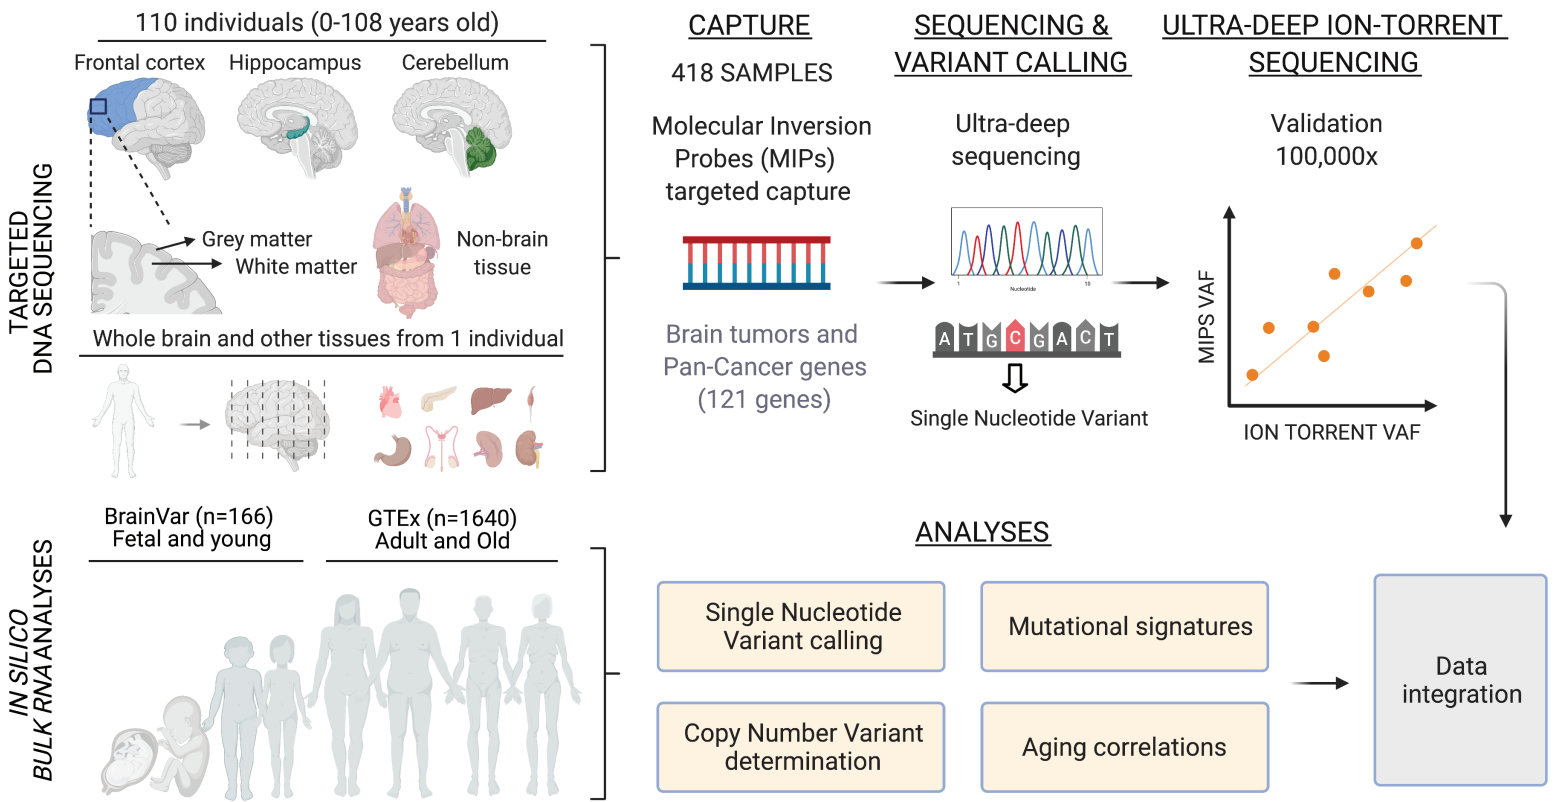 110 individuals (0-108 years old)
Frontal cortex
Hippocampus
Cerebellum
Grey matter
White matter
Non-brain
tissue
Whole brain and other tissues from 1 individual
TARGETED
DNA SEQUENCING
CAPTURE
418 SAMPLES
Molecular Inversion
Probes (MIPs)
targeted capture
Brain tumors and
Pan-Cancer genes
(121 genes)
SEQUENCING &
VARIANT CALLING
Ultra-deep
sequencing
1
19
Nucleotide
A T G C G A C T
Single Nucleotide Variant
ULTRA-DEEP ION-TORRENT
SEQUENCING
Validation
100,000x
MIPS VAF
ION TORRENT VAF
IN SILICO
BULK RNA ANALYSES
BrainVar (n=166)
Fetal and young
GTEx (n=1640)
Adult and Old
ANALYSES
Single Nucleotide
Variant calling
Mutational signatures
Copy Number Variant
determination
Aging correlations
Data
integration